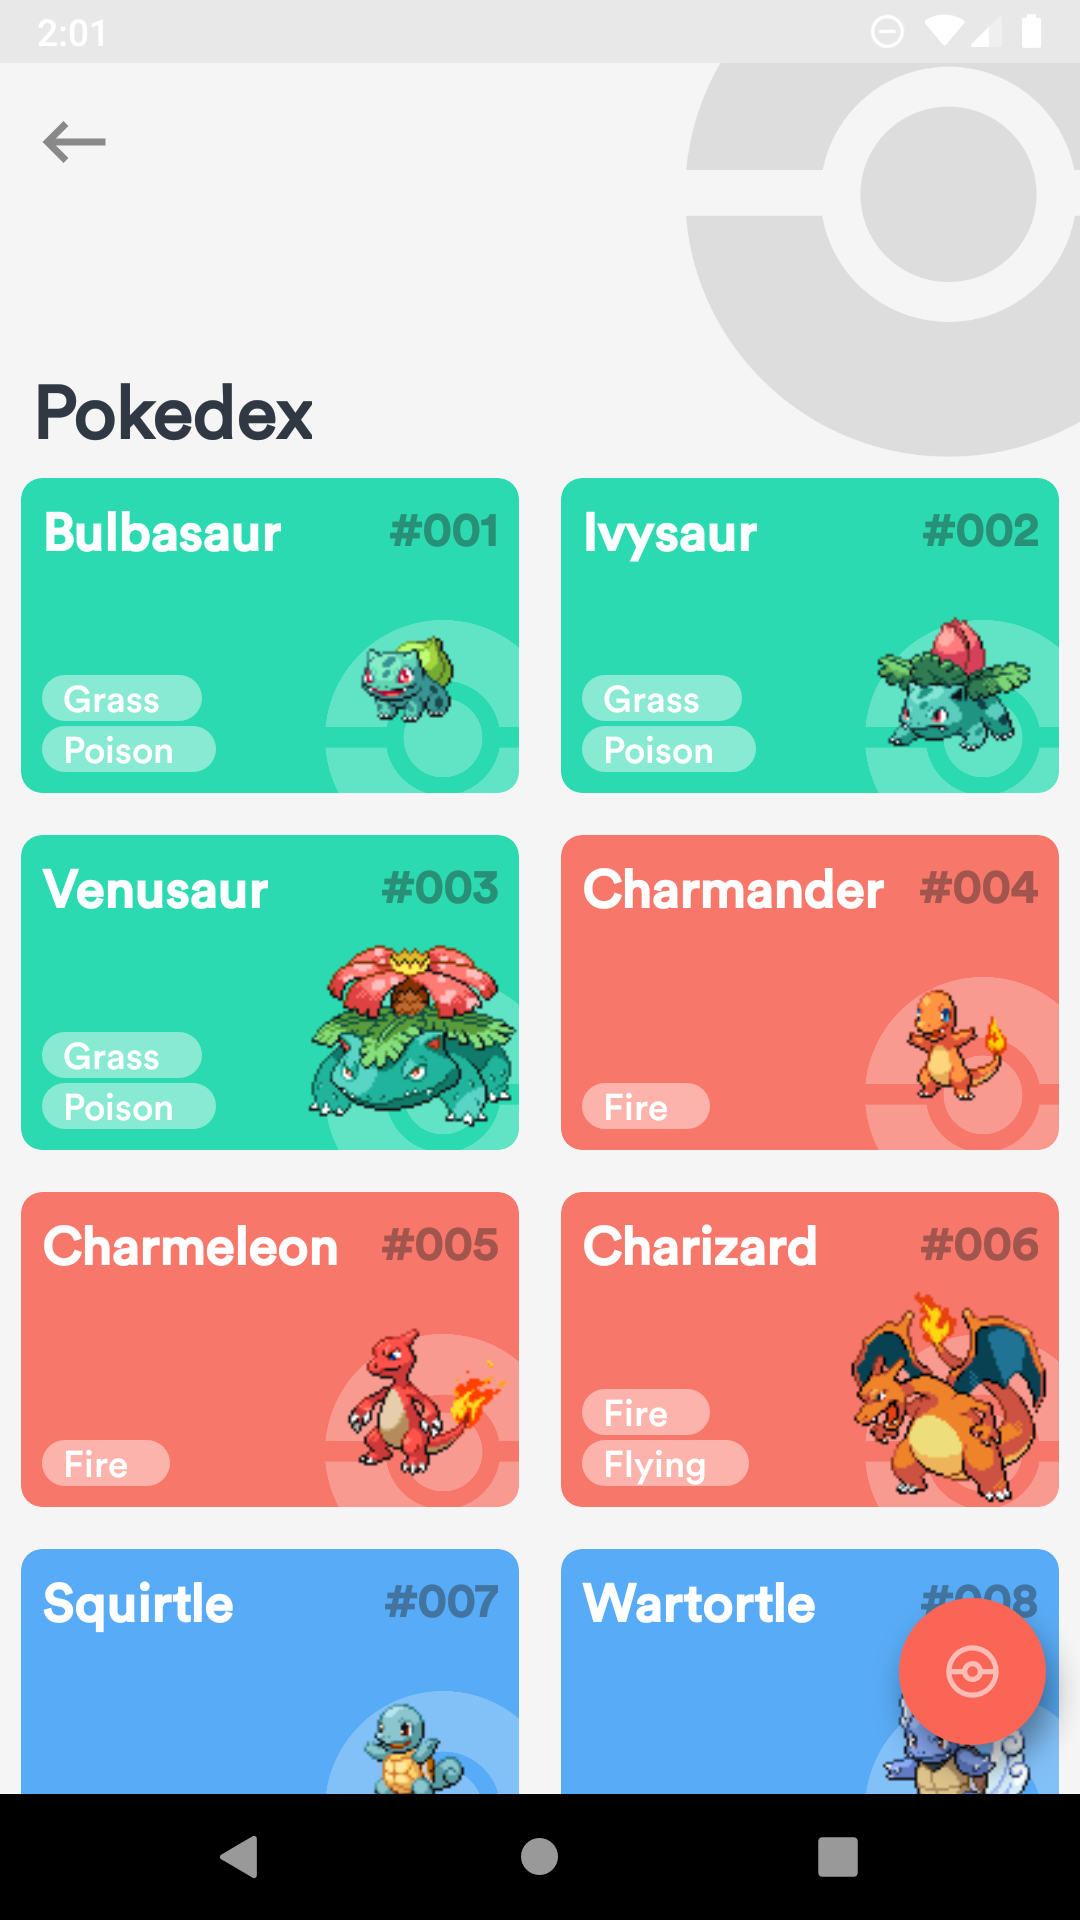 2:01
Pokedex
Bulbasaur #001
Grass
Poison
Ivysaur #002
Grass
Poison
Venusaur #003
Grass
Poison
Charmander #004
Fire
Charmeleon #005
Fire
Charizard #006
Fire
Flying
Squirtle #007
Wartortle #008